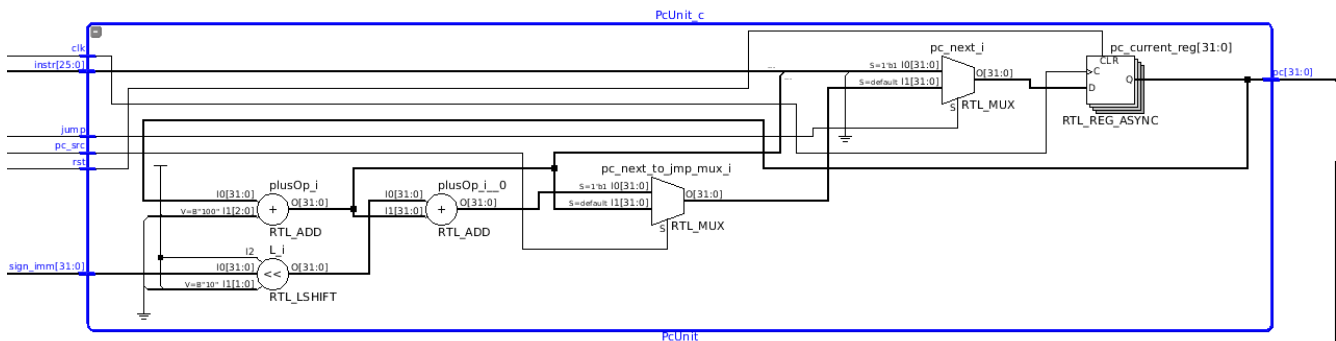 PcUnit_c
clk
instr[25:0]
jump
pc_src
rst
sign_imm[31:0]
...
...
pc_next_i
S=1'b1 I0[31:0]
S=default I1[31:0]
O[31:0]
S
RTL_MUX
pc_current_reg[31:0]
CLR
C
D
Q
RTL_REG_ASYNC
pc[31:0]
plusOp_i
I0[31:0]
V=B"100" I1[2:0]
O[31:0]
+
RTL_ADD
plusOp_i__0
I0[31:0]
I1[31:0]
O[31:0]
+
RTL_ADD
pc_next_to_jmp_mux_i
S=1'b1 I0[31:0]
S=default I1[31:0]
O[31:0]
S
RTL_MUX
L_i
I2
I0[31:0]
V=B"10" I1[1:0]
O[31:0]
<<
RTL_LSHIFT
PcUnit